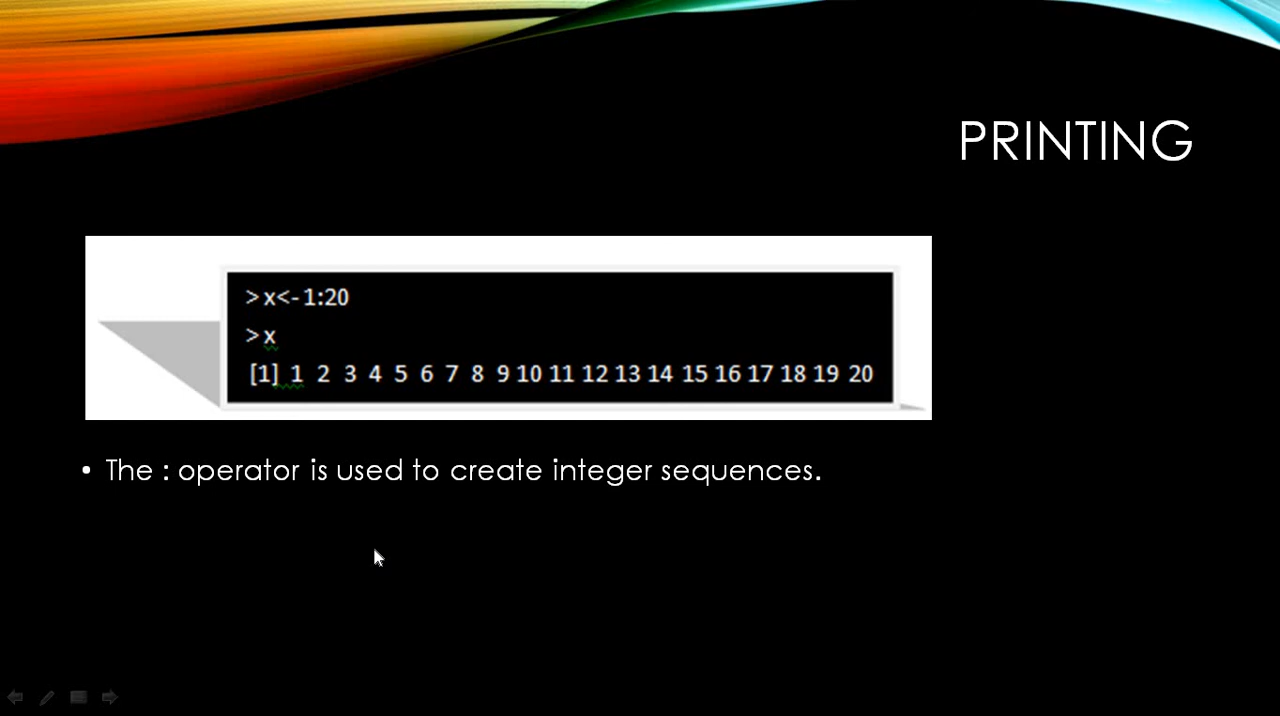 PRINTING
> x<- 1:20
> x
[1] 1 2 3 4 5 6 7 8 9 10 11 12 13 14 15 16 17 18 19 20
• The : operator is used to create integer sequences.